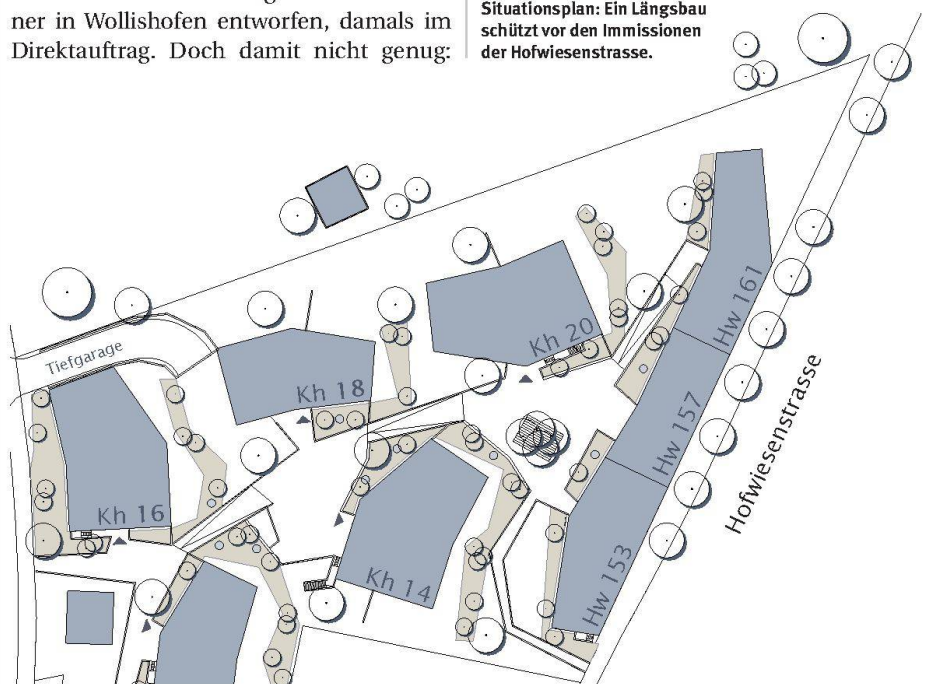 ner in Wollishofen entworfen, damals im
Direktauftrag. Doch damit nicht genug:
Situationsplan: Ein Längsbau
schützt vor den Immissionen
der Hofwiesenstrasse.
Tiefgarage
Kh 20
Hw 161
Kh 18
Hw 157
Hofwiesenstrasse
Kh 16
Kh 14
Hw 153